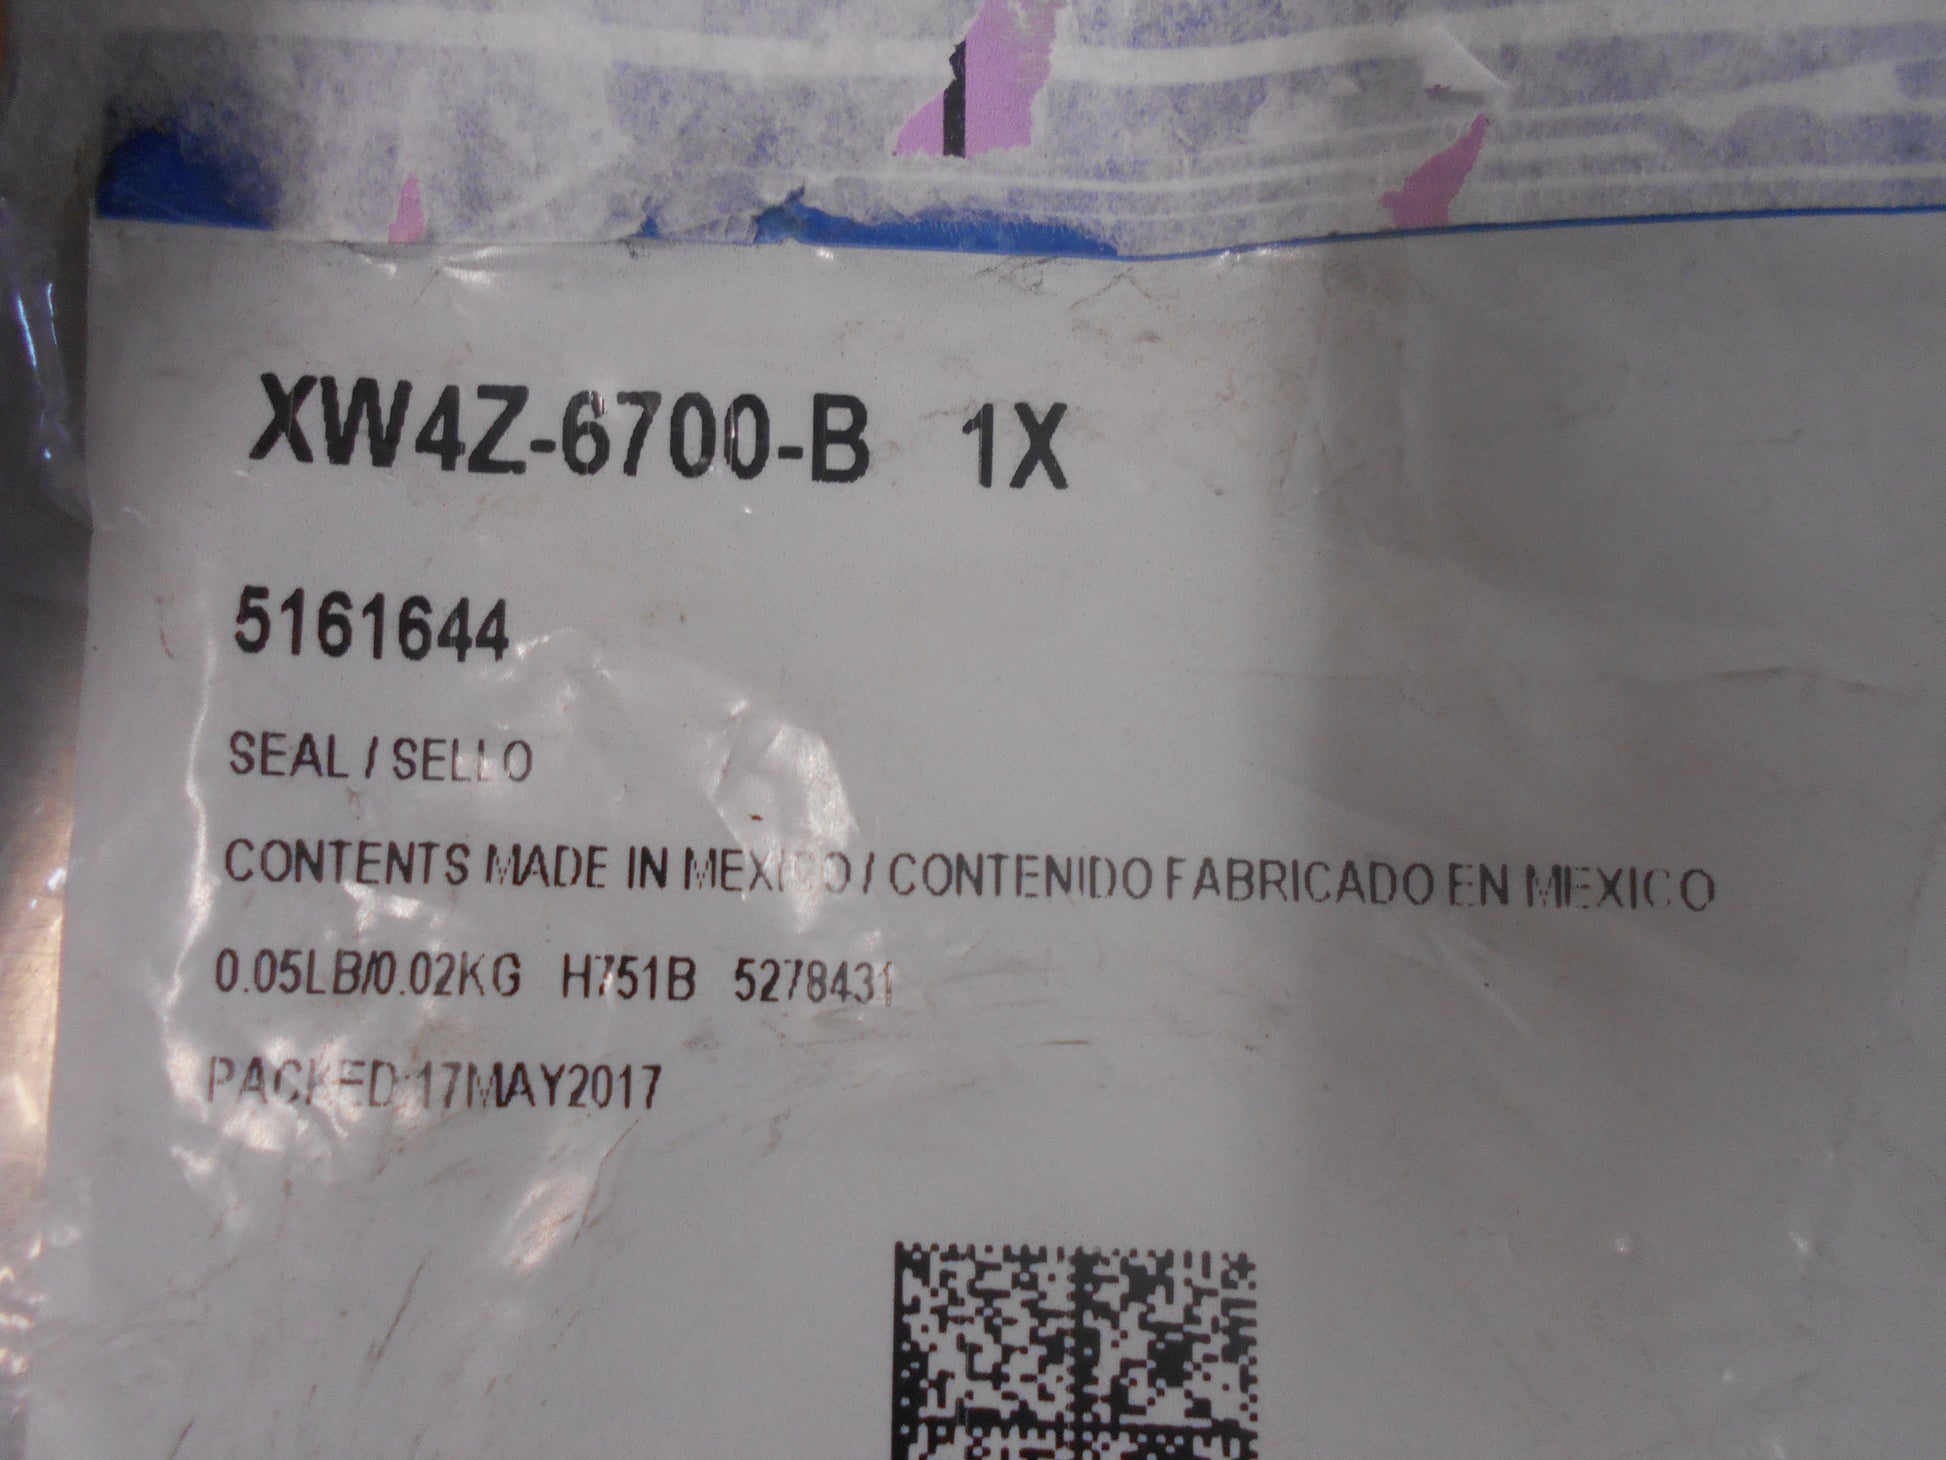 XW4Z-6700-B 1X
5161644
SEAL / SELLO
CONTENTS MADE IN MEXICO / CONTENIDO FABRICADO EN MEXICO
0.05LB/0.02KG H751B 5278431
PACKED:17MAY2017